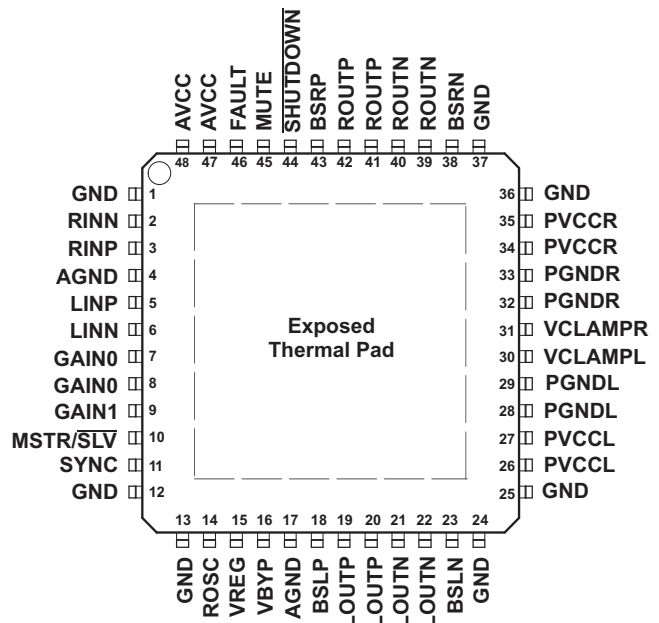 AVCC
AVCC
FAULT
MUTE
SHUTDOWN
BSRP
ROUTP
ROUTP
ROUTN
ROUTN
BSRN
GND
48 47 46 45 44 43 42 41 40 39 38 37
GND 1
RINN 2
RINP 3
AGND 4
LINP 5
LINN 6
GAIN0 7
GAIN0 8
GAIN1 9
MSTR/SLV 10
SYNC 11
GND 12
Exposed
Thermal Pad
36 GND
35 PVCCR
34 PVCCR
33 PGNDR
32 PGNDR
31 VCLAMPR
30 VCLAMPL
29 PGNDL
28 PGNDL
27 PVCCL
26 PVCCL
25 GND
13 14 15 16 17 18 19 20 21 22 23 24
GND
ROSC
VREG
VBYP
AGND
BSLP
LOUTP
LOUTP
LOUTN
LOUTN
BSLN
GND